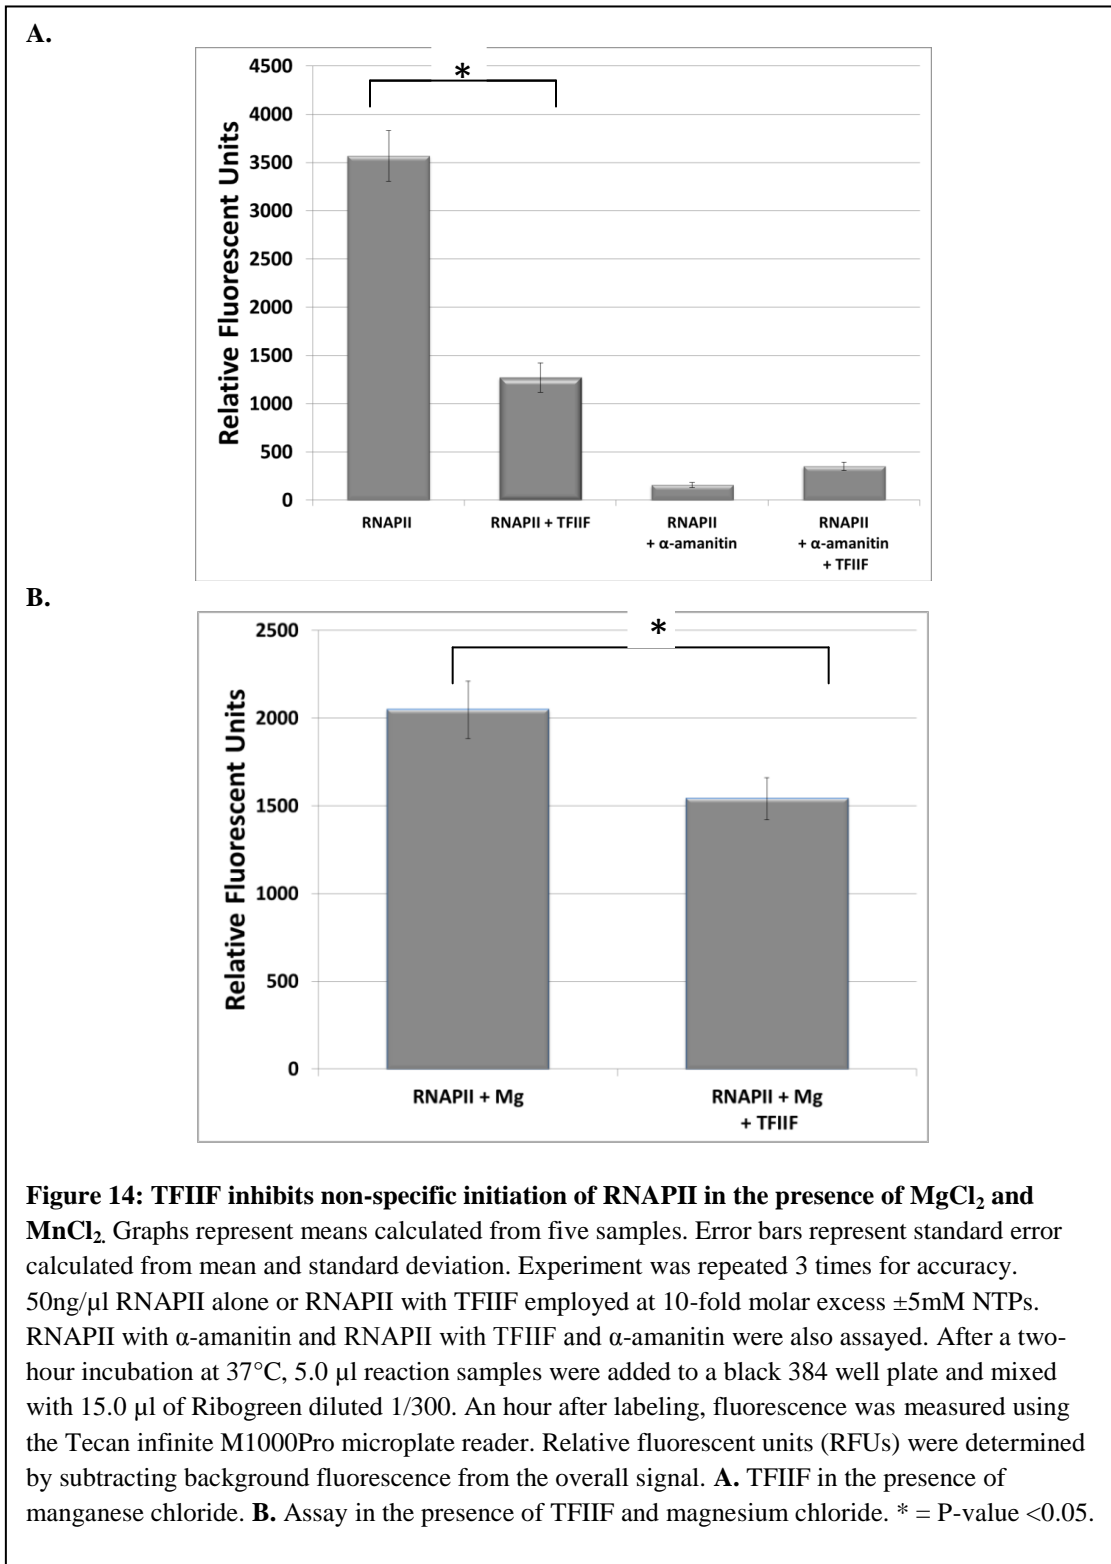 A.
*
4500
4000
3500
3000
2500
2000
1500
1000
500
0
Relative Fluorescent Units
RNAPII
RNAPII + TFIIF
RNAPII
+ α-amanitin
RNAPII
+ α-amanitin
+ TFIIF
B.
*
2500
2000
1500
1000
500
0
Relative Fluorescent Units
RNAPII + Mg
RNAPII + Mg
+ TFIIF
Figure 14: TFIIF inhibits non-specific initiation of RNAPII in the presence of MgCl₂ and
MnCl₂. Graphs represent means calculated from five samples. Error bars represent standard error
calculated from mean and standard deviation. Experiment was repeated 3 times for accuracy.
50ng/µl RNAPII alone or RNAPII with TFIIF employed at 10-fold molar excess ±5mM NTPs.
RNAPII with α-amanitin and RNAPII with TFIIF and α-amanitin were also assayed. After a two-
hour incubation at 37°C, 5.0 µl reaction samples were added to a black 384 well plate and mixed
with 15.0 µl of Ribogreen diluted 1/300. An hour after labeling, fluorescence was measured using
the Tecan infinite M1000Pro microplate reader. Relative fluorescent units (RFUs) were determined
by subtracting background fluorescence from the overall signal. A. TFIIF in the presence of
manganese chloride. B. Assay in the presence of TFIIF and magnesium chloride. * = P-value <0.05.